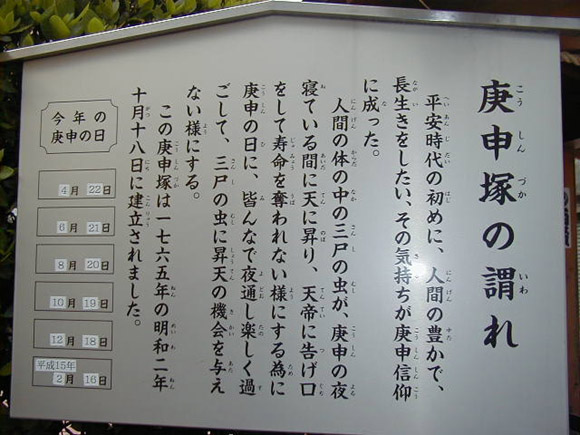 庚申塚の謂れ
平安時代の初めに、人間の豊かで、
長生きをしたい、その気持ちが庚申信仰
に成った。
人間の体の中の三尸の虫が、庚申の夜
寝ている間に天に昇り、天帝に告げ口
をして寿命を奪われない様にする為に
庚申の日に、皆んなで夜通し楽しく過
ごして、三尸の虫に昇天の機会を与え
ない様にする。
この庚申塚は一七六五年の明和二年
十月十八日に建立されました。
今年の
庚申の日
4月 22日
6月 21日
8月 20日
10月 19日
12月 18日
平成15年
2月 16日